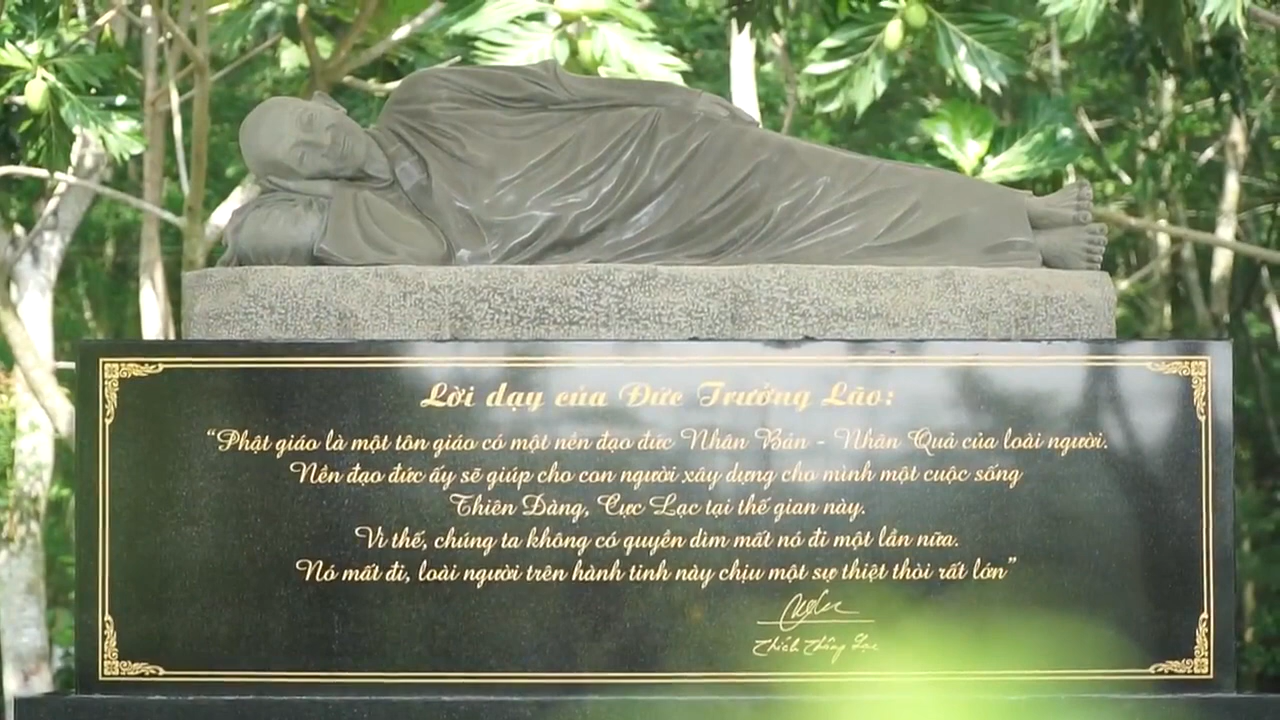 Lời dạy của Đức Trưởng Lão:
“Phật giáo là một tôn giáo có một nền đạo đức Nhân Bản - Nhân Quả của loài người.
Nền đạo đức ấy sẽ giúp cho con người xây dựng cho mình một cuộc sống
Thiên Đàng, Cực Lạc tại thế gian này.
Vì thế, chúng ta không có quyền dìm mất nó đi một lần nữa.
Nó mất đi, loài người trên hành tinh này chịu một sự thiệt thòi rất lớn”
Thích Thông Lạc